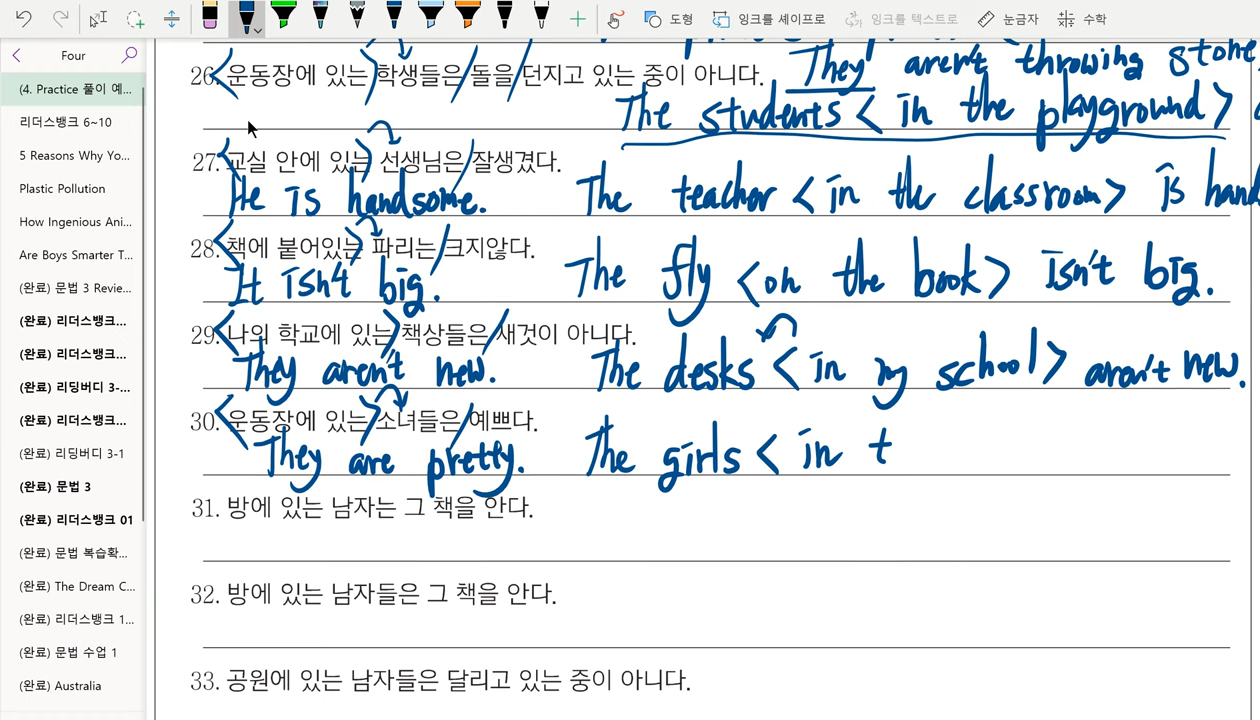 도형 잉크를 셰이프로 잉크를 텍스트로 눈금자 수학
Four
(4. Practice 풀이 예...
리더스뱅크 6~10
5 Reasons Why Yo...
Plastic Pollution
How Ingenious Ani...
Are Boys Smarter T...
(완료) 문법 3 Revie...
(완료) 리더스뱅크...
(완료) 리더스뱅크...
(완료) 리딩버디 3-...
(완료) 리더스뱅크...
(완료) 리딩버디 3-1
(완료) 문법 3
(완료) 리더스뱅크 01
(완료) 문법 복습확...
(완료) The Dream C...
(완료) 리더스뱅크 1...
(완료) 문법 수업 1
(완료) Australia
26. <운동장에 있는> 학생들은/돌을/던지고 있는 중이 아니다. They aren't throwing stone
The students < in the playground >
27. <교실 안에 있는> 선생님은/잘생겼다.
He is handsome. The teachor < in the classroom > is hand
28. <책에 붙어있는> 파리는/크지않다.
It isn't big. The fly <on the book> isn't big.
29. <나의 학교에 있는> 책상들은/새것이 아니다.
They aren't new. The desks < in my school > aren't new.
30. <운동장에 있는> 소녀들은/예쁘다.
They are pretty. The girls < in t
31. 방에 있는 남자는 그 책을 안다.
32. 방에 있는 남자들은 그 책을 안다.
33. 공원에 있는 남자들은 달리고 있는 중이 아니다.